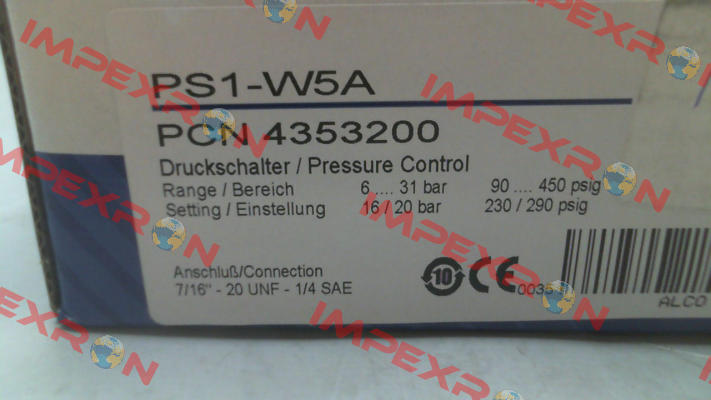 PS1-W5A
PCN 4353200
Druckschalter / Pressure Control
Range / Bereich 6 .... 31 bar 90 .... 450 psig
Setting / Einstellung 16 / 20 bar 230 / 290 psig
Anschluß/Connection
7/16" - 20 UNF - 1/4 SAE
10 CE 0035
ALCO
IMPEXRON
IMPEXRON
IMPEXRON
IMPEXRON
IMPEXRON
IMPEXRON